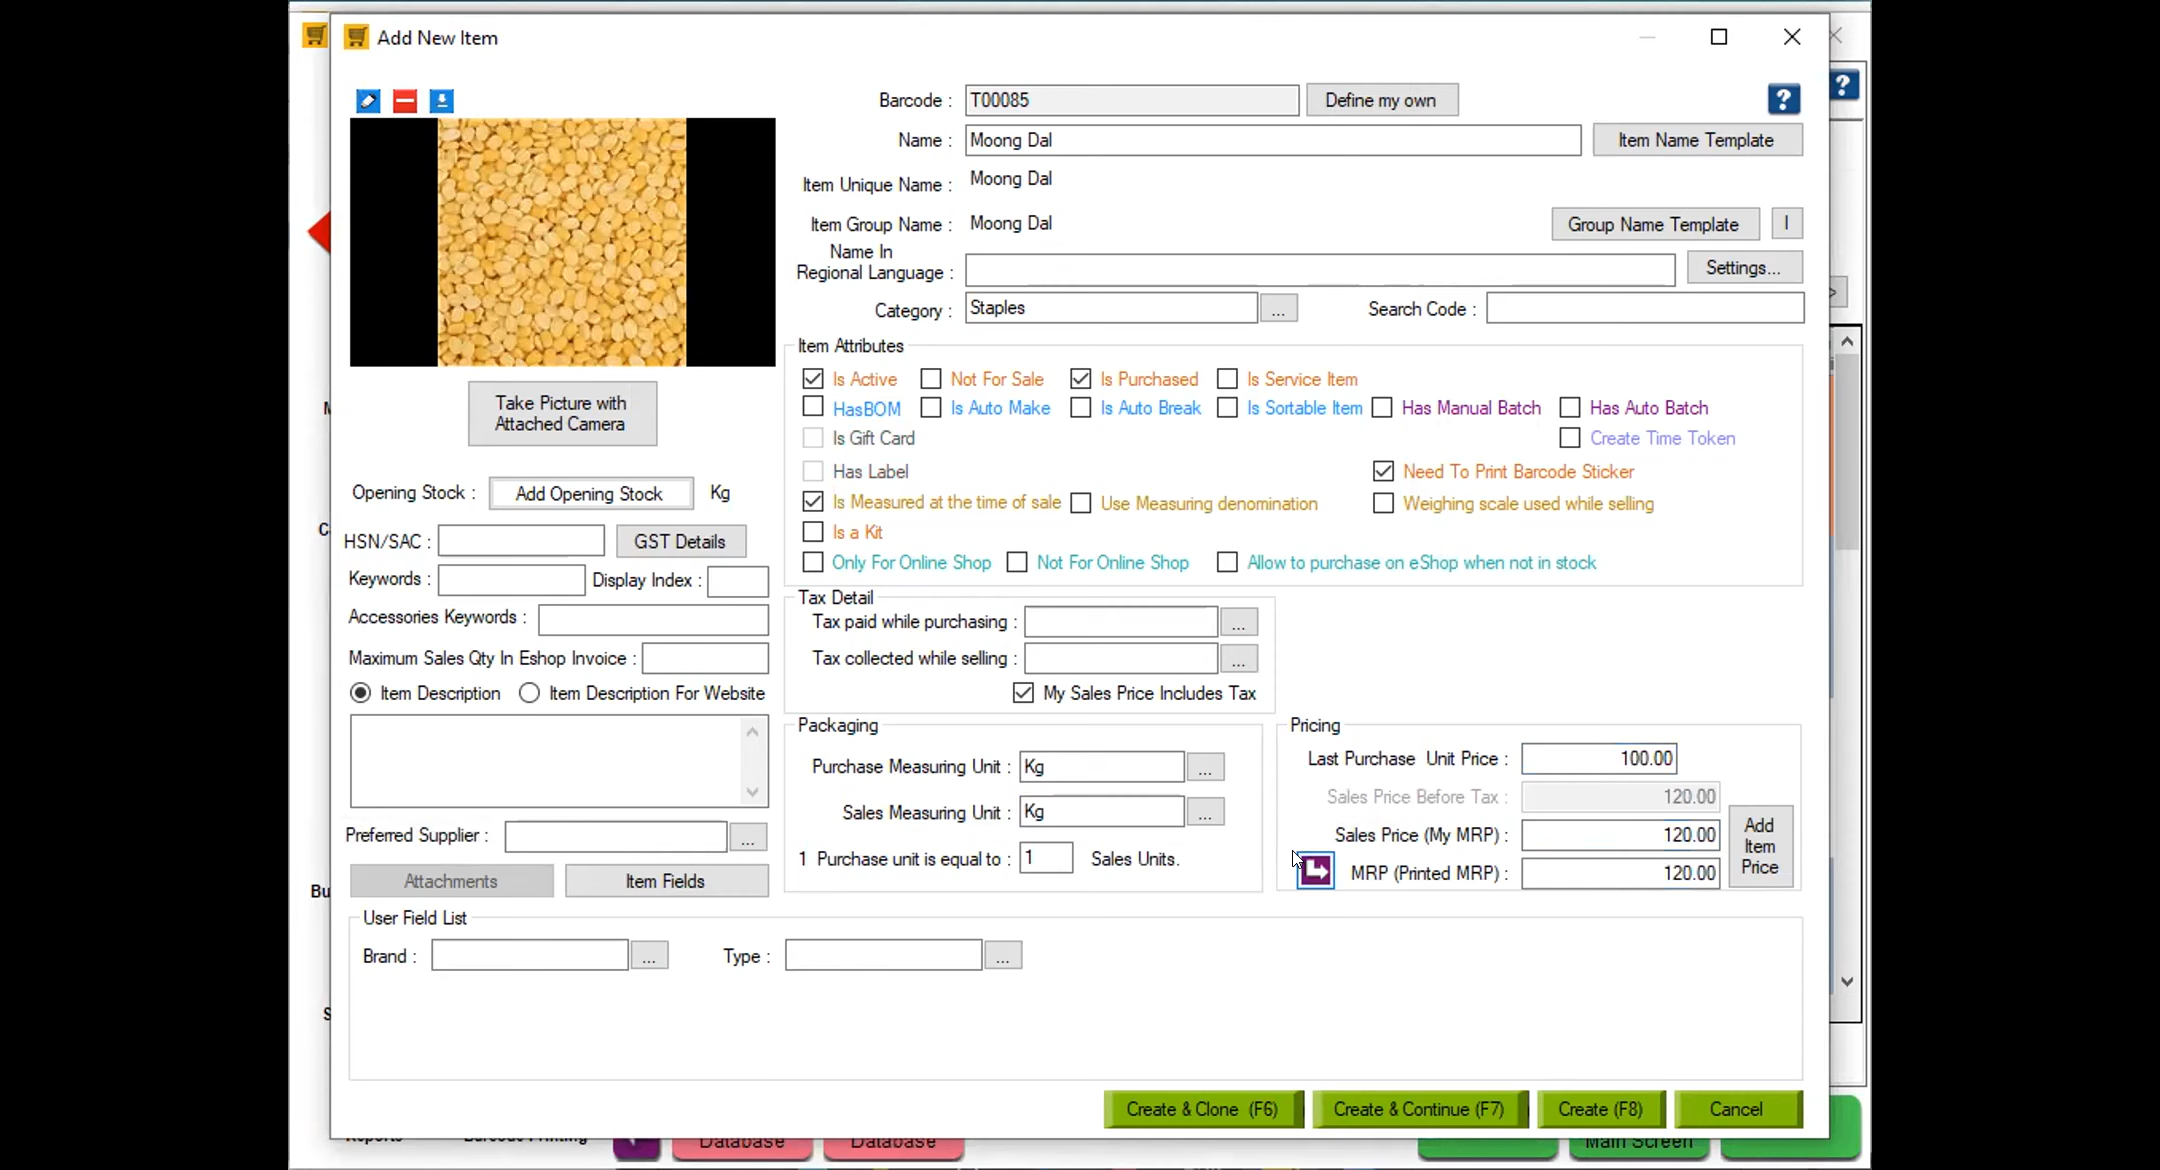 Add New Item
Barcode : T00085 Define my own
Name : Moong Dal Item Name Template
Item Unique Name : Moong Dal
Item Group Name : Moong Dal Group Name Template I
Name In
Regional Language : Settings...
Category : Staples ... Search Code :
Take Picture with
Attached Camera
Opening Stock : Add Opening Stock Kg
HSN/SAC : GST Details
Keywords : Display Index :
Accessories Keywords :
Maximum Sales Qty In Eshop Invoice :
Item Description Item Description For Website
Preferred Supplier : ...
Attachments Item Fields
Item Attributes
Is Active Not For Sale Is Purchased Is Service Item
HasBOM Is Auto Make Is Auto Break Is Sortable Item Has Manual Batch Has Auto Batch
Is Gift Card Create Time Token
Has Label Need To Print Barcode Sticker
Is Measured at the time of sale Use Measuring denomination Weighing scale used while selling
Is a Kit
Only For Online Shop Not For Online Shop Allow to purchase on eShop when not in stock
Tax Detail
Tax paid while purchasing : ...
Tax collected while selling : ...
My Sales Price Includes Tax
Packaging
Purchase Measuring Unit : Kg ...
Sales Measuring Unit : Kg ...
1 Purchase unit is equal to : 1 Sales Units.
Pricing
Last Purchase Unit Price : 100.00
Sales Price Before Tax : 120.00
Sales Price (My MRP) : 120.00
MRP (Printed MRP) : 120.00
Add
Item
Price
User Field List
Brand : ... Type : ...
Create & Clone (F6) Create & Continue (F7) Create (F8) Cancel
Database Database Main Screen